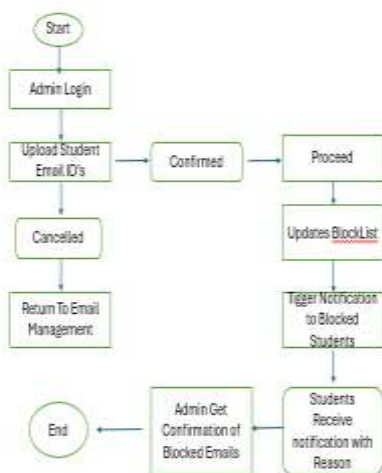 Start
Admin Login
Upload Student
Email ID's
Confirmed
Proceed
Cancelled
Updates BlockList
Return To Email
Management
Tigger Notification
to Blocked
Students
End
Admin Get
Confirmation of
Blocked Emails
Students
Receive
notification with
Reason